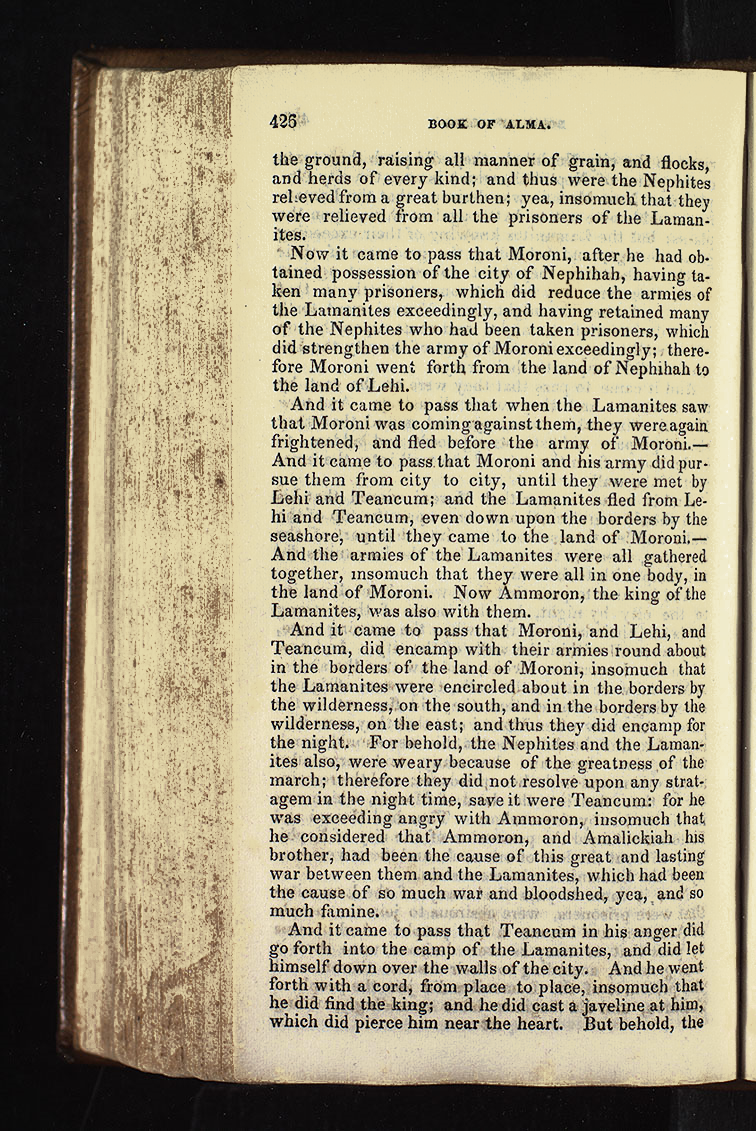 426 BOOK OF ALMA.
the ground, raising all manner of grain, and flocks,
and herds of every kind; and thus were the Nephites
relieved from a great burthen; yea, insomuch that they
were relieved from all the prisoners of the Laman-
ites.
Now it came to pass that Moroni, after he had ob-
tained possession of the city of Nephihah, having ta-
ken many prisoners, which did reduce the armies of
the Lamanites exceedingly, and having retained many
of the Nephites who had been taken prisoners, which
did strengthen the army of Moroni exceedingly; there-
fore Moroni went forth from the land of Nephihah to
the land of Lehi.
And it came to pass that when the Lamanites saw
that Moroni was coming against them, they were again
frightened, and fled before the army of Moroni.—
And it came to pass that Moroni and his army did pur-
sue them from city to city, until they were met by
Lehi and Teancum; and the Lamanites fled from Le-
hi and Teancum, even down upon the borders by the
seashore, until they came to the land of Moroni.—
And the armies of the Lamanites were all gathered
together, insomuch that they were all in one body, in
the land of Moroni. Now Ammoron, the king of the
Lamanites, was also with them.
And it came to pass that Moroni, and Lehi, and
Teancum, did encamp with their armies round about
in the borders of the land of Moroni, insomuch that
the Lamanites were encircled about in the borders by
the wilderness, on the south, and in the borders by the
wilderness, on the east; and thus they did encamp for
the night. For behold, the Nephites and the Laman-
ites also, were weary because of the greatness of the
march; therefore they did not resolve upon any strat-
agem in the night time, save it were Teancum: for he
was exceeding angry with Ammoron, insomuch that
he considered that Ammoron, and Amalickiah his
brother, had been the cause of this great and lasting
war between them and the Lamanites, which had been
the cause of so much war and bloodshed, yea, and so
much famine.
And it came to pass that Teancum in his anger did
go forth into the camp of the Lamanites, and did let
himself down over the walls of the city. And he went
forth with a cord, from place to place, insomuch that
he did find the king; and he did cast a javeline at him,
which did pierce him near the heart. But behold, the